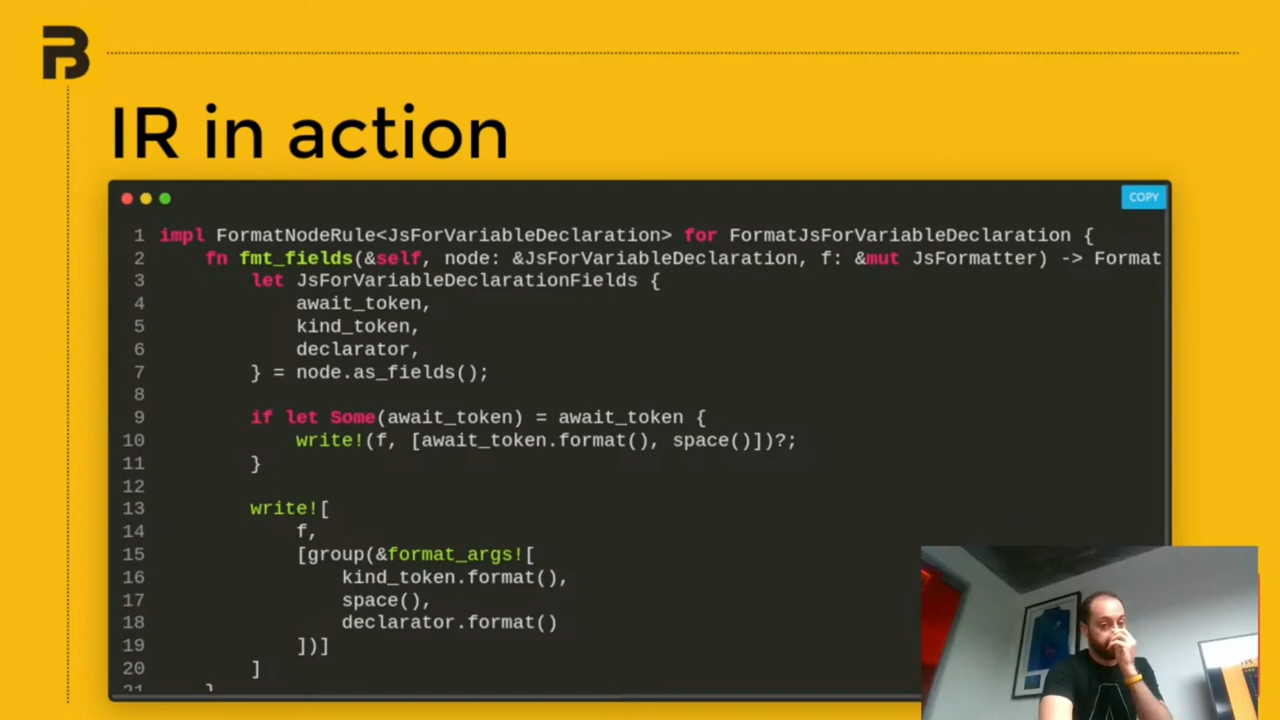 B
IR in action
COPY
1 impl FormatNodeRule<JsForVariableDeclaration> for FormatJsForVariableDeclaration {
2     fn fmt_fields(&self, node: &JsForVariableDeclaration, f: &mut JsFormatter) -> Format
3         let JsForVariableDeclarationFields {
4             await_token,
5             kind_token,
6             declarator,
7         } = node.as_fields();
8
9         if let Some(await_token) = await_token {
10             write!(f, [await_token.format(), space()])?;
11         }
12
13         write![
14             f,
15             [group(&format_args![
16                 kind_token.format(),
17                 space(),
18                 declarator.format()
19             ])]
20         ]
21     }